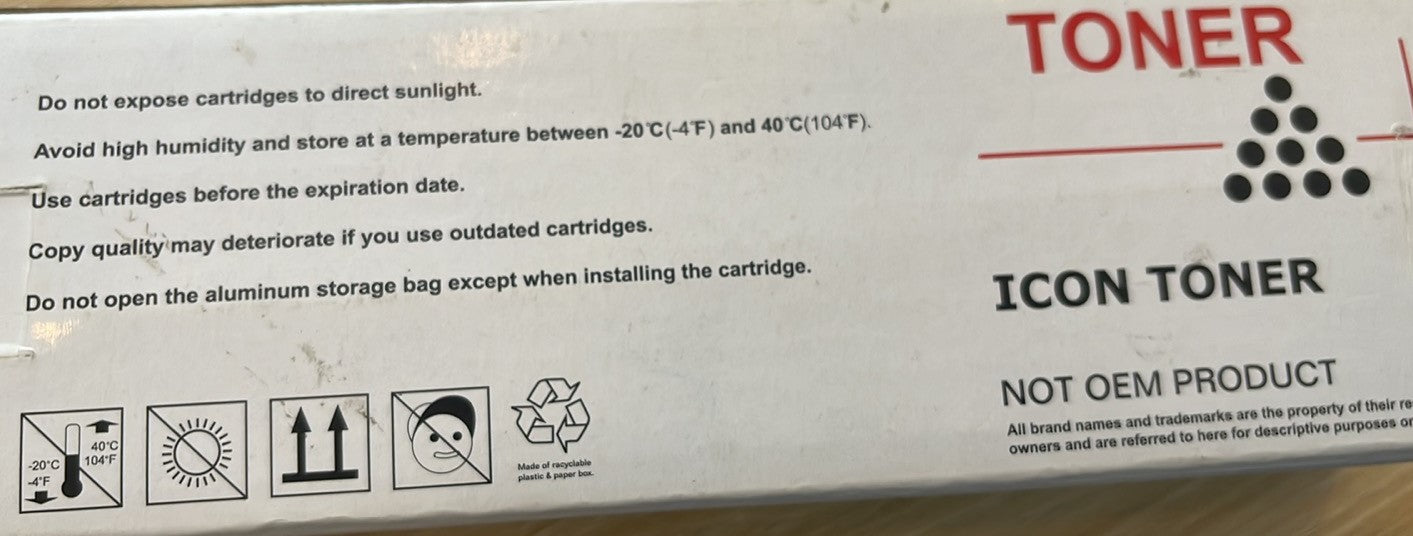 TONER
Do not expose cartridges to direct sunlight.
Avoid high humidity and store at a temperature between -20℃(-4℉) and 40℃(104℉).
Use cartridges before the expiration date.
Copy quality may deteriorate if you use outdated cartridges.
Do not open the aluminum storage bag except when installing the cartridge.
ICON TONER
NOT OEM PRODUCT
All brand names and trademarks are the property of their re
owners and are referred to here for descriptive purposes
40°C
104°F
-20°C
-4°F
Made of racyclable
plastic & paper box.